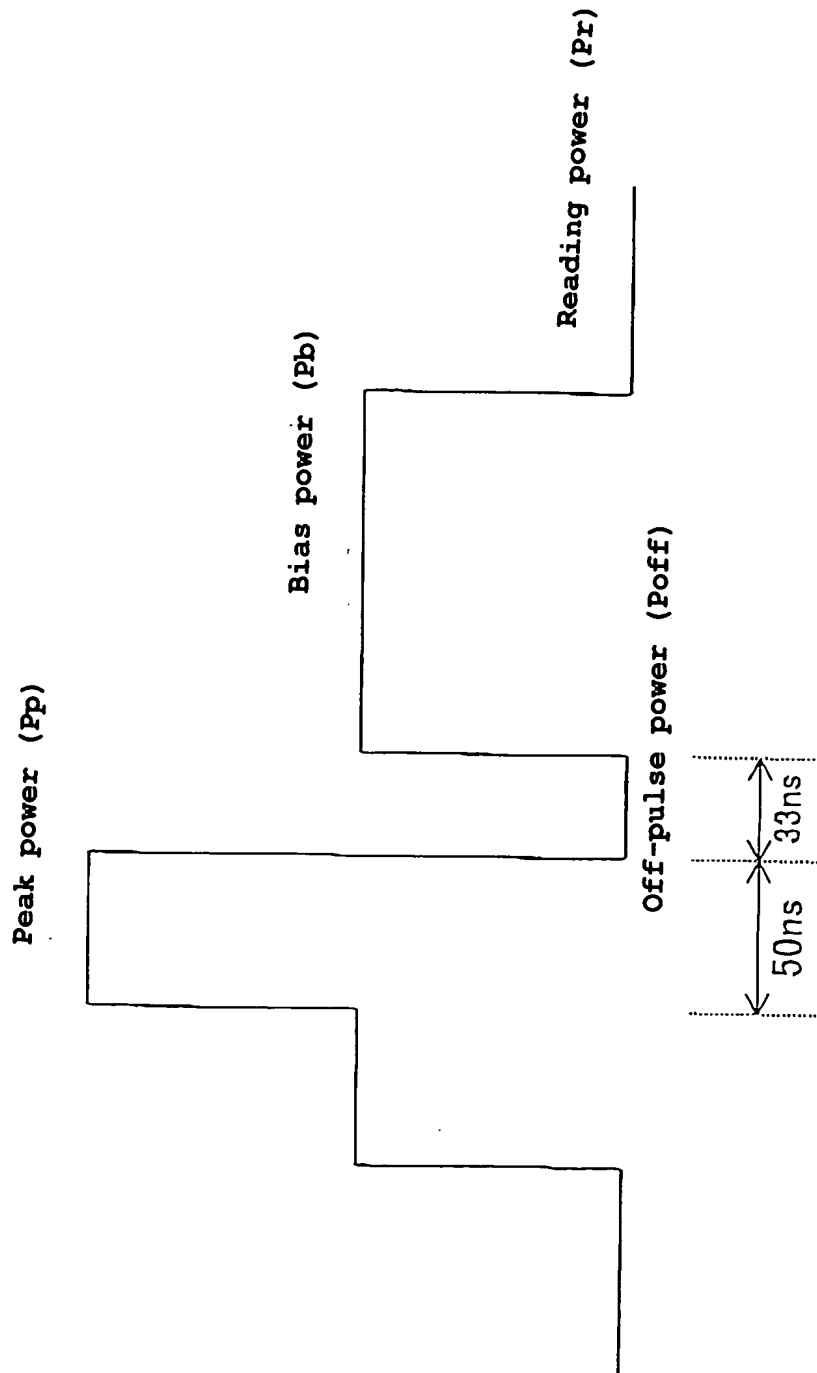 Peak power (Pp)
Bias power (Pb)
Reading power (Pr)
Off-pulse power (Poff)
50ns
33ns